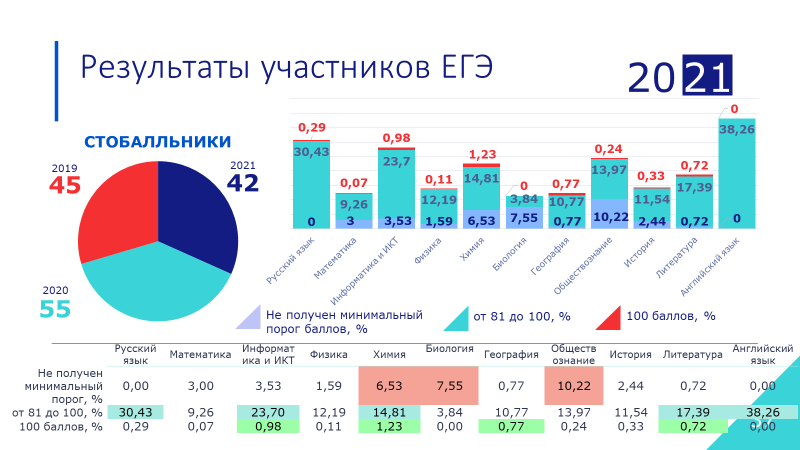 Результаты участников ЕГЭ
2021
СТОБАЛЛЬНИКИ
2019
45
2021
42
2020
55
0,29
0,07
0,98
0,11
1,23
0
0,77
0,24
0,33
0,72
0
30,43
9,26
23,7
12,19
14,81
3,84
10,77
13,97
11,54
17,39
38,26
0
3
3,53
1,59
6,53
7,55
0,77
10,22
2,44
0,72
0
Русский язык
Математика
Информатика и ИКТ
Физика
Химия
Биология
География
Обществознание
История
Литература
Английский язык
Не получен минимальный
порог баллов, %
от 81 до 100, %
100 баллов, %
Русский язык Математика Информат ика и ИКТ Физика Химия Биология География Обществ ознание История Литература Английский язык
Не получен
минимальный 0,00 3,00 3,53 1,59 6,53 7,55 0,77 10,22 2,44 0,72 0,00
порог, %
от 81 до 100, % 30,43 9,26 23,70 12,19 14,81 3,84 10,77 13,97 11,54 17,39 38,26
100 баллов, % 0,29 0,07 0,98 0,11 1,23 0,00 0,77 0,24 0,33 0,72 0,00